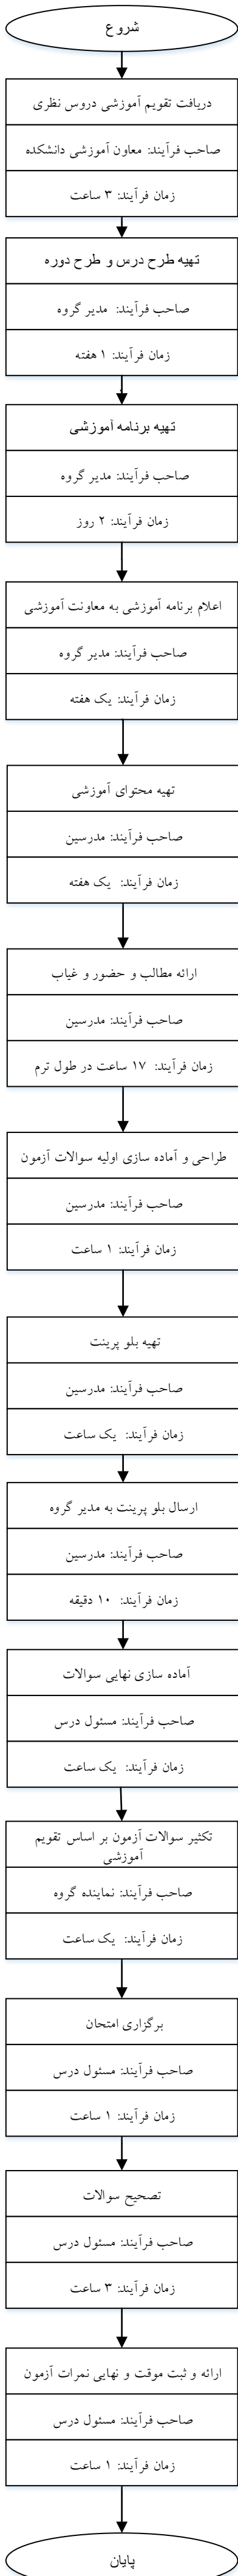 شروع
دریافت تقویم آموزشی دروس نظری
صاحب فرآیند: معاون آموزشی دانشکده
زمان فرآیند: ۳ ساعت
تهیه طرح درس و طرح دوره
صاحب فرآیند: مدیر گروه
زمان فرآیند: ۱ هفته
تهیه برنامه آموزشی
صاحب فرآیند: مدیر گروه
زمان فرآیند: ۲ روز
اعلام برنامه آموزشی به معاونت آموزشی
صاحب فرآیند: مدیر گروه
زمان فرآیند: یک هفته
تهیه محتوای آموزشی
صاحب فرآیند: مدرسین
زمان فرآیند: یک هفته
ارائه مطالب و حضور و غیاب
صاحب فرآیند: مدرسین
زمان فرآیند: ۱۷ ساعت در طول ترم
طراحی و آماده سازی اولیه سوالات آزمون
صاحب فرآیند: مدرسین
زمان فرآیند: ۱ ساعت
تهیه بلو پرینت
صاحب فرآیند: مدرسین
زمان فرآیند: یک ساعت
ارسال بلو پرینت به مدیر گروه
صاحب فرآیند: مدرسین
زمان فرآیند: ۱۰ دقیقه
آماده سازی نهایی سوالات
صاحب فرآیند: مسئول درس
زمان فرآیند: یک ساعت
تکثیر سوالات آزمون بر اساس تقویم
آموزشی
صاحب فرآیند: نماینده گروه
زمان فرآیند: یک ساعت
برگزاری امتحان
صاحب فرآیند: مسئول درس
زمان فرآیند: ۱ ساعت
تصحیح سوالات
صاحب فرآیند: مسئول درس
زمان فرآیند: ۳ ساعت
ارائه و ثبت موقت و نهایی نمرات آزمون
صاحب فرآیند: مسئول درس
زمان فرآیند: ۱ ساعت
پایان